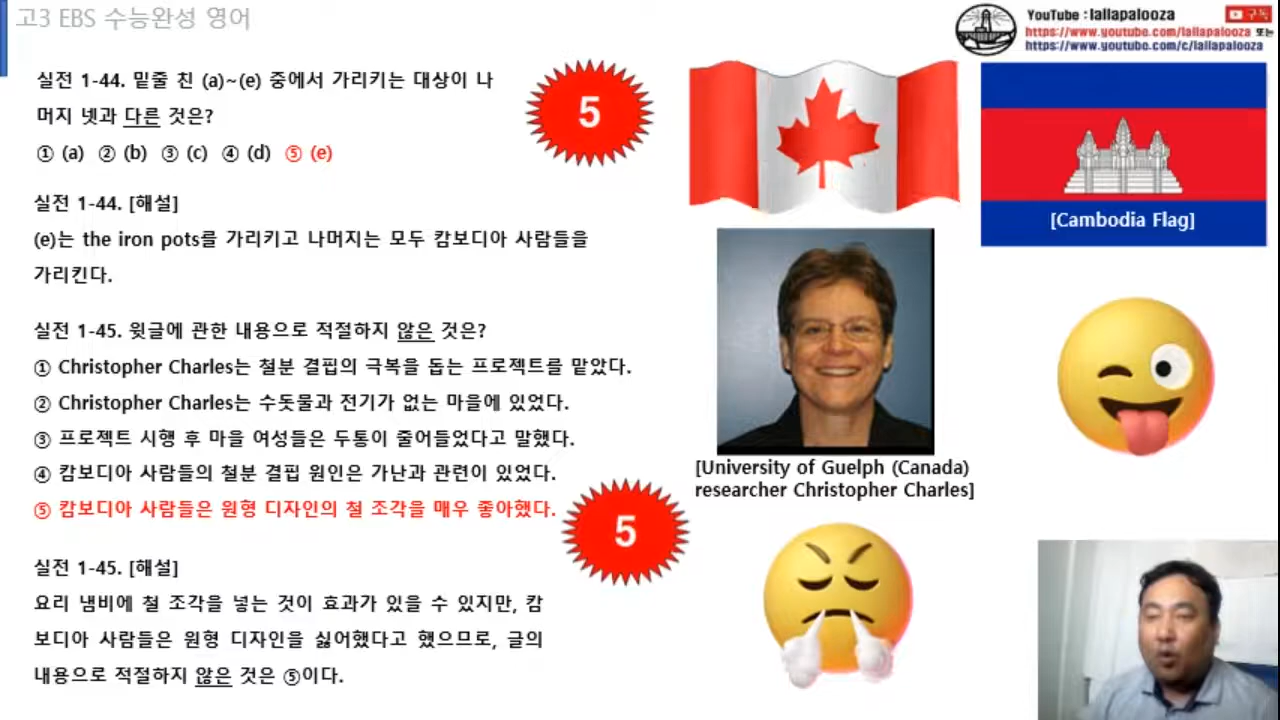 고3 EBS 수능완성 영어
YouTube : lallapalooza
구독
https://www.youtube.com/lallapalooza 또는
https://www.youtube.com/c/lallapalooza
실전 1-44. 밑줄 친 (a)~(e) 중에서 가리키는 대상이 나
머지 넷과 다른 것은?
① (a) ② (b) ③ (c) ④ (d) ⑤ (e)
5
실전 1-44. [해설]
(e)는 the iron pots를 가리키고 나머지는 모두 캄보디아 사람들을
가리킨다.
실전 1-45. 윗글에 관한 내용으로 적절하지 않은 것은?
① Christopher Charles는 철분 결핍의 극복을 돕는 프로젝트를 맡았다.
② Christopher Charles는 수돗물과 전기가 없는 마을에 있었다.
③ 프로젝트 시행 후 마을 여성들은 두통이 줄어들었다고 말했다.
④ 캄보디아 사람들의 철분 결핍 원인은 가난과 관련이 있었다.
⑤ 캄보디아 사람들은 원형 디자인의 철 조각을 매우 좋아했다.
5
실전 1-45. [해설]
요리 냄비에 철 조각을 넣는 것이 효과가 있을 수 있지만, 캄
보디아 사람들은 원형 디자인을 싫어했다고 했으므로, 글의
내용으로 적절하지 않은 것은 ⑤이다.
[Cambodia Flag]
[University of Guelph (Canada)
researcher Christopher Charles]